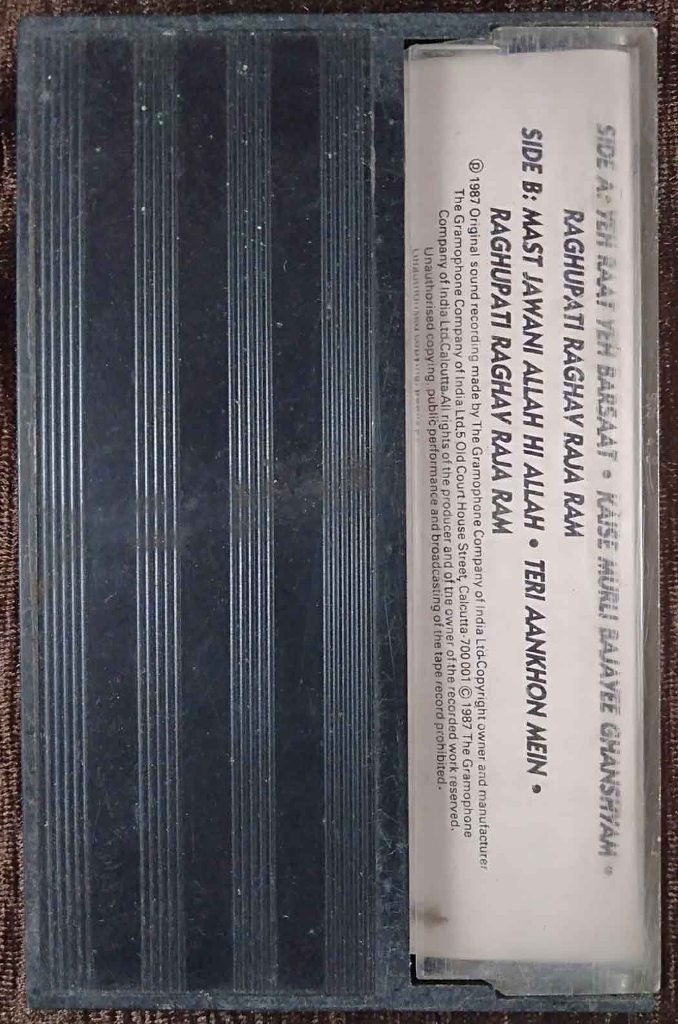 SIDE A: YEH RAAT YEH BARSAAT • KAISE MURLI BAJAYEE GHANSHYAM •
RAGHUPATI RAGHAV RAJA RAM
SIDE B: MAST JAWANI ALLAH HI ALLAH • TERI AANKHON MEIN •
RAGHUPATI RAGHAV RAJA RAM
℗ 1987 Original sound recording made by The Gramophone Company of India Ltd.Copyright owner and manufacturer
The Gramophone Company of India Ltd.5 Old Court House Street, Calcutta-700 001 © 1987 The Gramophone
Company of India Ltd.Calcutta.All rights of the producer and of the owner of the recorded work reserved.
Unauthorised copying, public performance and broadcasting of the tape record prohibited.